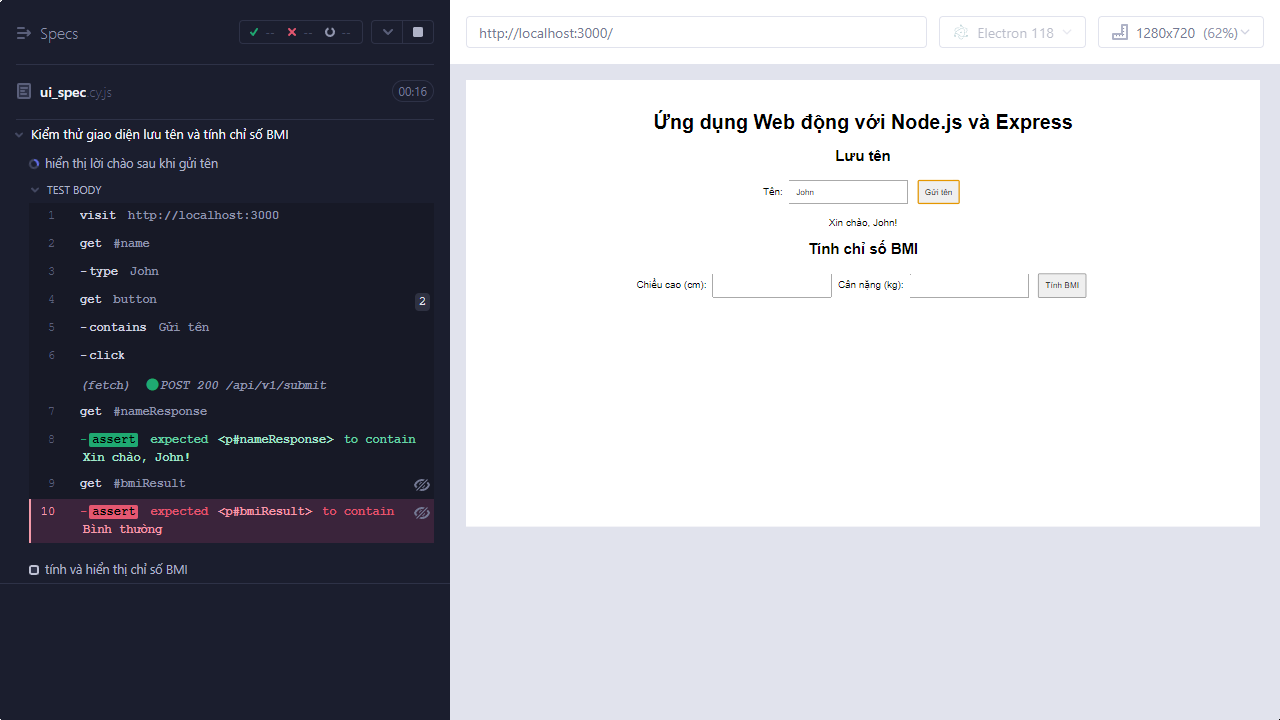 Specs
--
--
--
ui_spec.cy.js
00:16
Kiểm thử giao diện lưu tên và tính chỉ số BMI
hiển thị lời chào sau khi gửi tên
TEST BODY
1 visit http://localhost:3000
2 get #name
3 -type John
4 get button 2
5 -contains Gửi tên
6 -click
(fetch) POST 200 /api/v1/submit
7 get #nameResponse
8 -assert expected <p#nameResponse> to contain
Xin chào, John!
9 get #bmiResult
10 -assert expected <p#bmiResult> to contain
Bình thường
tính và hiển thị chỉ số BMI
http://localhost:3000/
Electron 118
1280x720 (62%)
Ứng dụng Web động với Node.js và Express
Lưu tên
Tên: John Gửi tên
Xin chào, John!
Tính chỉ số BMI
Chiều cao (cm): Cân nặng (kg): Tính BMI